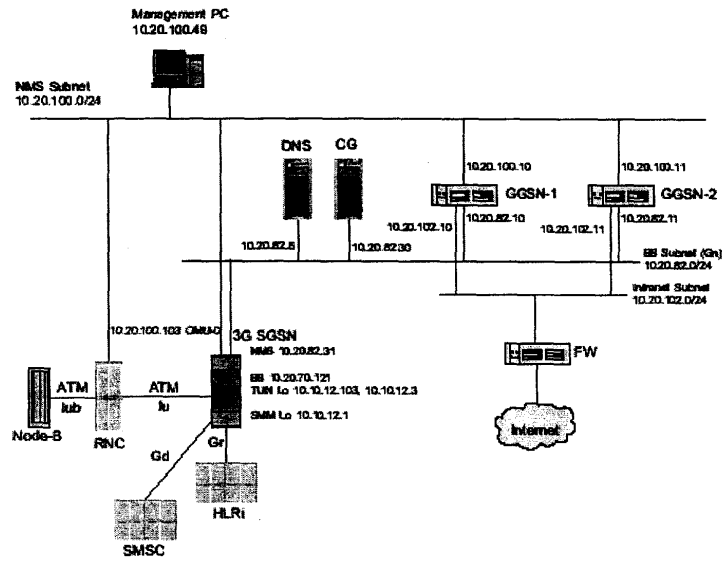 Management PC
10.20.100.49
NMS Subnet
10.20.100.0/24
DNS
CG
10.20.100.10
10.20.100.11
GGSN-1
GGSN-2
10.20.102.10
10.20.82.10
10.20.102.11
10.20.82.11
10.20.82.5
10.20.82.30
BB Subnet (Gn)
10.20.82.0/24
Intranet Subnet
10.20.102.0/24
10.20.100.103 OMU-0
3G SGSN
NMS 10.20.82.31
FW
BB 10.20.70.121
TUN Lo 10.10.12.103, 10.10.12.3
SMM Lo 10.10.12.1
ATM
Iub
ATM
Iu
Node-B
RNC
Internet
Gd
Gr
HLRi
SMSC